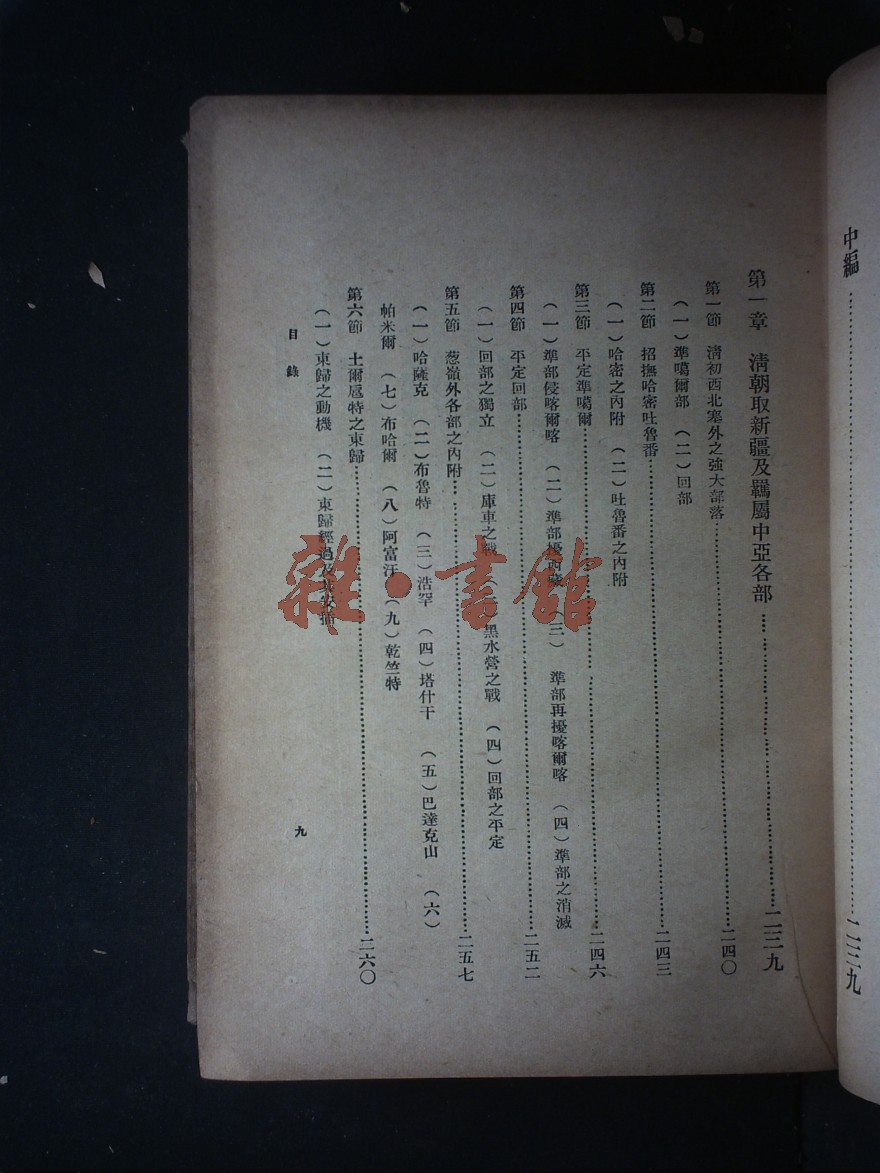 中編……二三九
第一章　淸朝取新疆及羈屬中亞各部……二三九
第一節　淸初西北塞外之強大部落……二四〇
（一）準噶爾部　（二）回部
第二節　招撫哈密吐魯番……二四三
（一）哈密之內附　（二）吐魯番之內附
第三節　平定準噶爾……二四六
（一）準部侵喀爾喀　（二）準部擾西藏　（三）準部再擾喀爾喀　（四）準部之消滅
第四節　平定回部……二五二
（一）回部之獨立　（二）庫車之戰　（三）黑水營之戰　（四）回部之平定
第五節　葱嶺外各部之內附……二五七
（一）哈薩克　（二）布魯特　（三）浩罕　（四）塔什干　（五）巴達克山　（六）
帕米爾　（七）布哈爾　（八）阿富汗　（九）乾竺特
第六節　土爾扈特之東歸……二六〇
（一）東歸之動機　（二）東歸經過及其安插
目錄
九
雜·書館